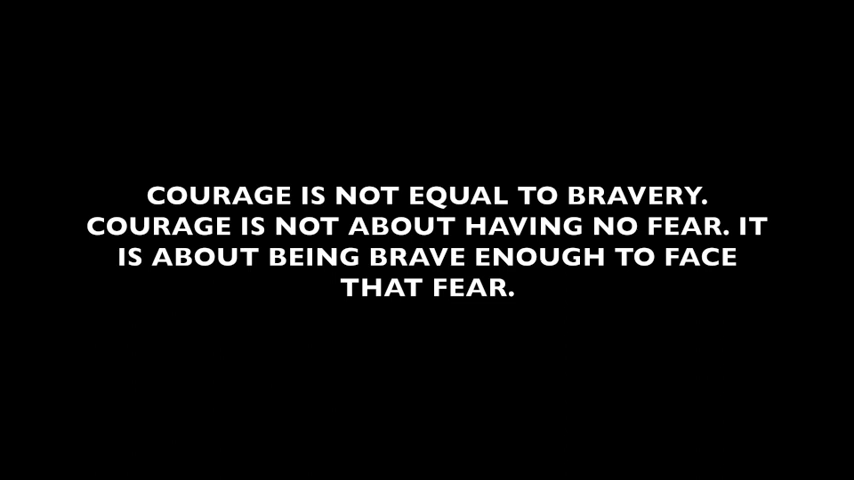 COURAGE IS NOT EQUAL TO BRAVERY.
COURAGE IS NOT ABOUT HAVING NO FEAR. IT
IS ABOUT BEING BRAVE ENOUGH TO FACE
THAT FEAR.